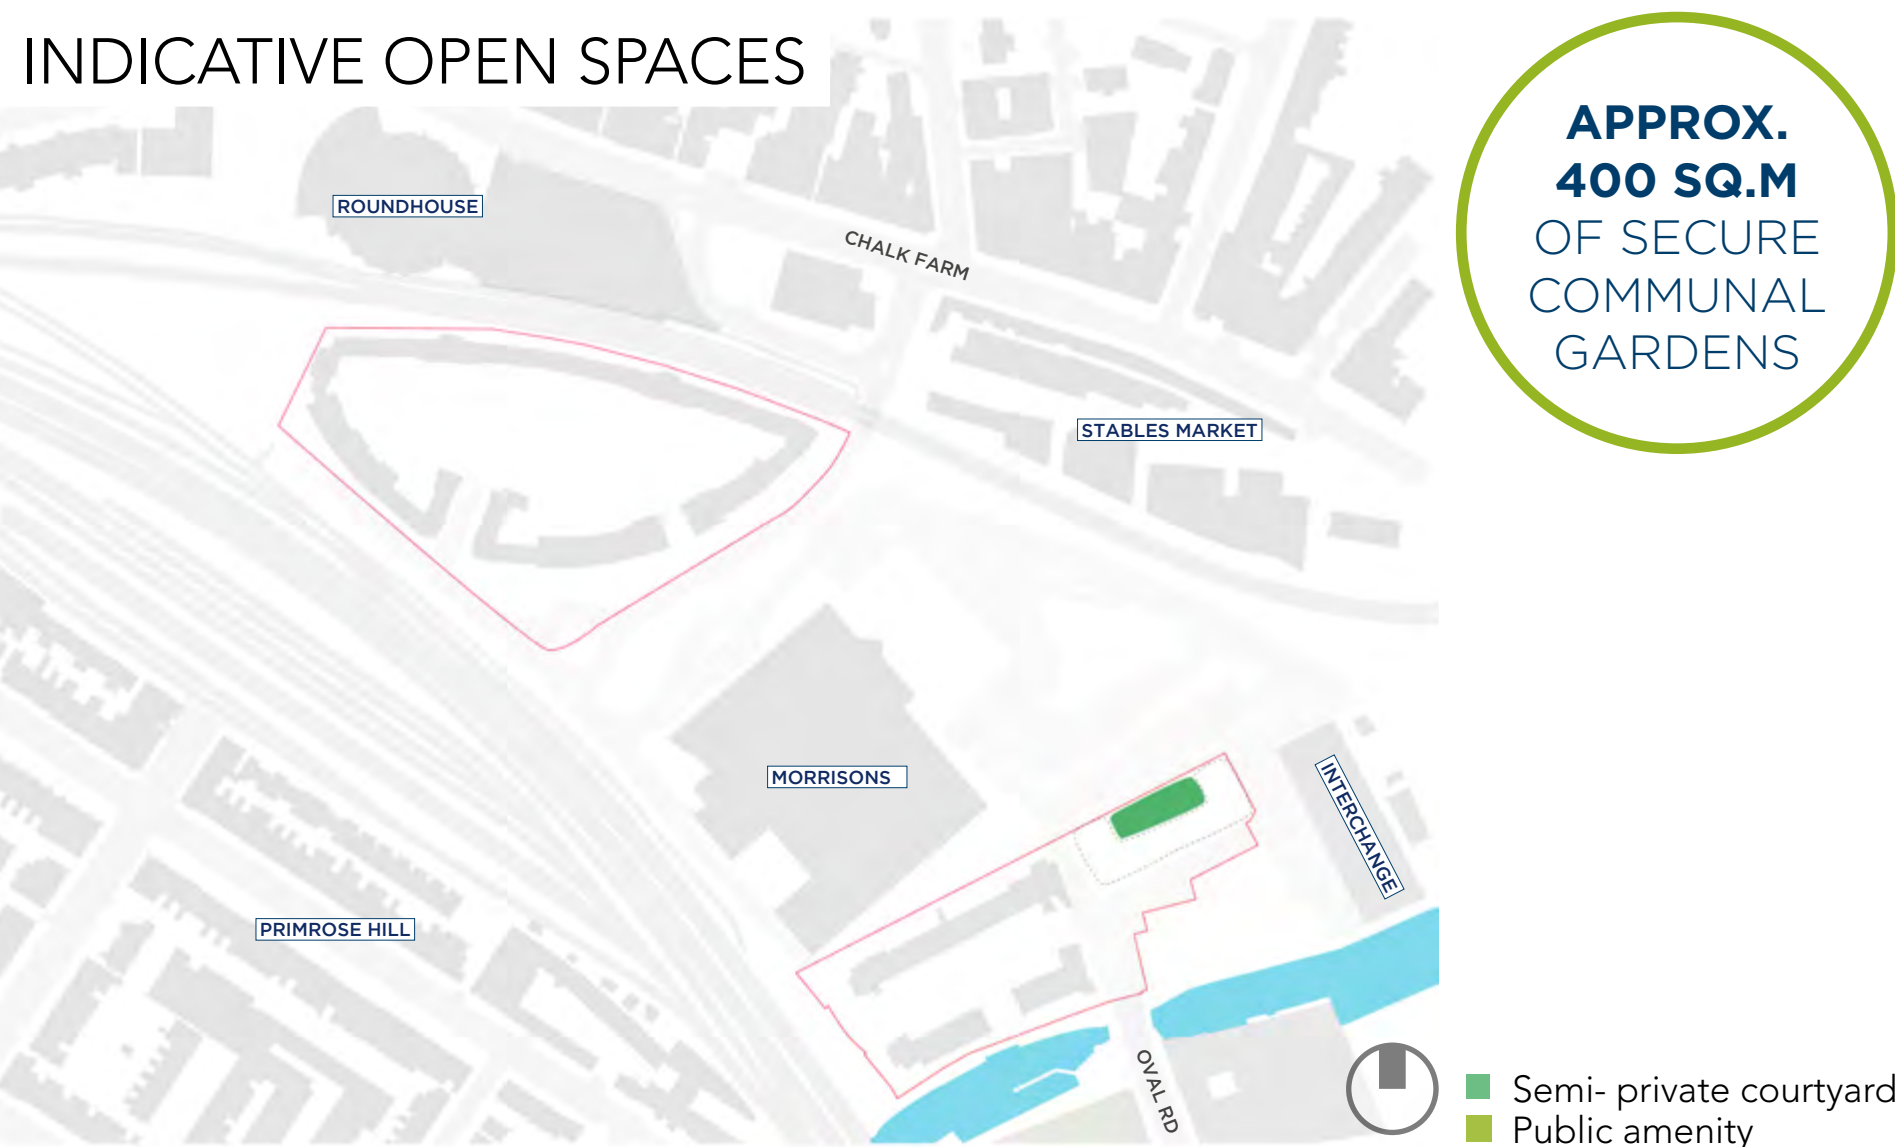 INDICATIVE OPEN SPACES
APPROX.
400 SQ.M
OF SECURE
COMMUNAL
GARDENS
ROUNDHOUSE
CHALK FARM
STABLES MARKET
MORRISONS
INTERCHANGE
PRIMROSE HILL
OVAL RD
Semi- private courtyard
Public amenity